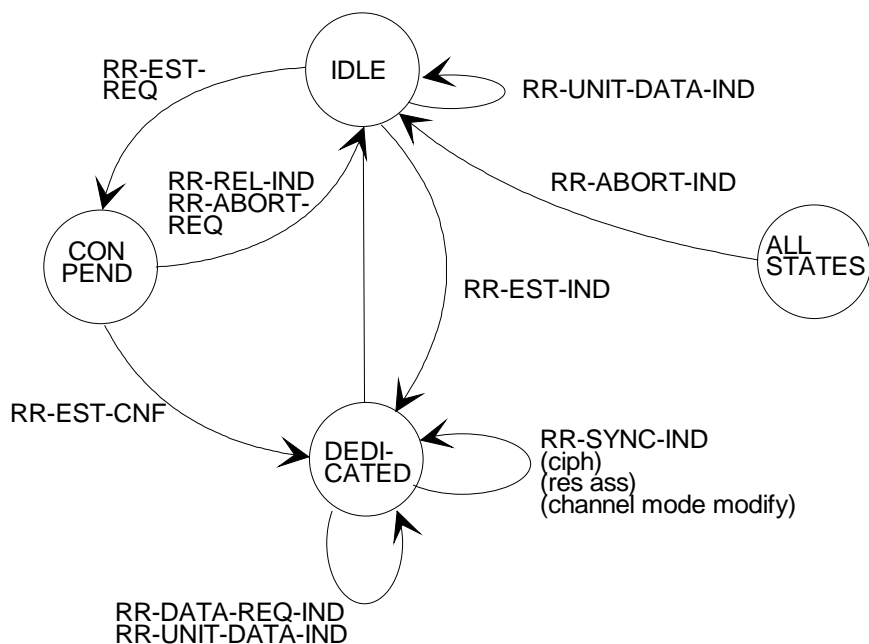 IDLE
RR-EST-
REQ
RR-UNIT-DATA-IND
RR-REL-IND
RR-ABORT-
REQ
RR-ABORT-IND
CON
PEND
ALL
STATES
RR-EST-IND
RR-EST-CNF
DEDI-
CATED
RR-SYNC-IND
(ciph)
(res ass)
(channel mode modify)
RR-DATA-REQ-IND
RR-UNIT-DATA-IND